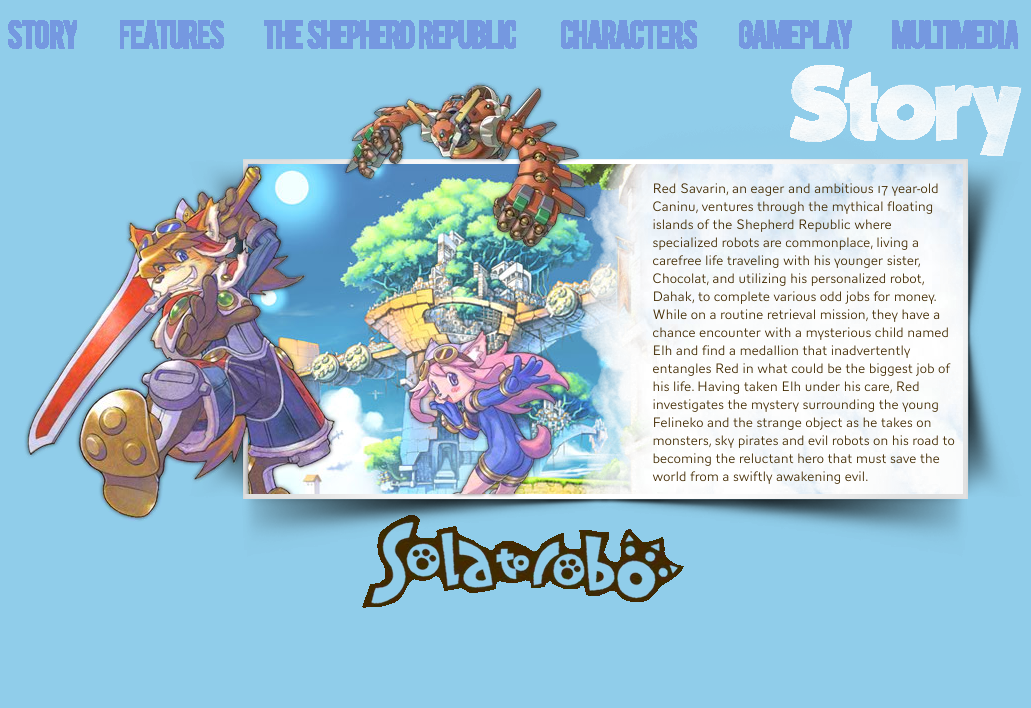 STORY FEATURES THE SHEPHERD REPUBLIC CHARACTERS GAMEPLAY MULTIMEDIA
Story
Red Savarin, an eager and ambitious 17 year-old
Caninu, ventures through the mythical floating
islands of the Shepherd Republic where
specialized robots are commonplace, living a
carefree life traveling with his younger sister,
Chocolat, and utilizing his personalized robot,
Dahak, to complete various odd jobs for money.
While on a routine retrieval mission, they have a
chance encounter with a mysterious child named
Elh and find a medallion that inadvertently
entangles Red in what could be the biggest job of
his life. Having taken Elh under his care, Red
investigates the mystery surrounding the young
Felineko and the strange object as he takes on
monsters, sky pirates and evil robots on his road to
becoming the reluctant hero that must save the
world from a swiftly awakening evil.
Solatorobo